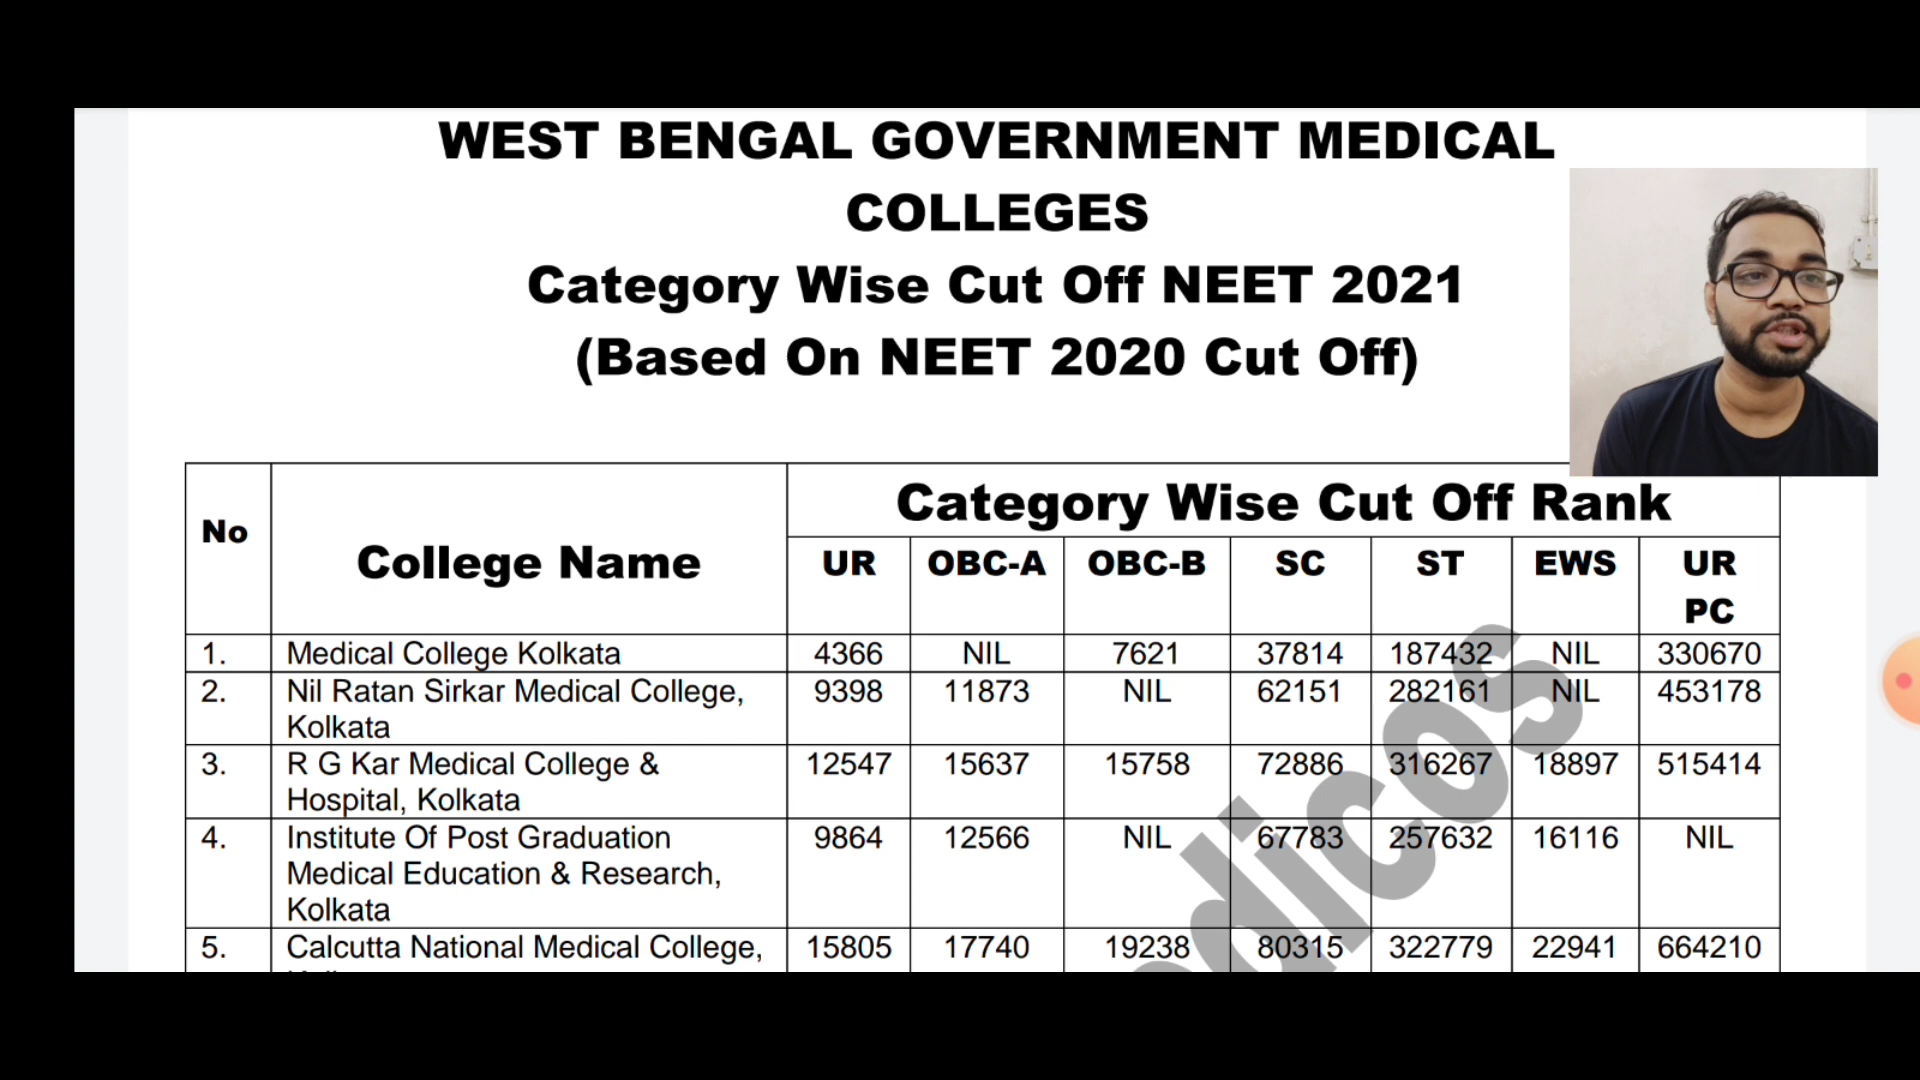 WEST BENGAL GOVERNMENT MEDICAL
COLLEGES
Category Wise Cut Off NEET 2021
(Based On NEET 2020 Cut Off)
No College Name Category Wise Cut Off Rank
UR OBC-A OBC-B SC ST EWS UR
PC
1. Medical College Kolkata 4366 NIL 7621 37814 187432 NIL 330670
2. Nil Ratan Sirkar Medical College, 9398 11873 NIL 62151 282161 NIL 453178
Kolkata
3. R G Kar Medical College & 12547 15637 15758 72886 316267 18897 515414
Hospital, Kolkata
4. Institute Of Post Graduation 9864 12566 NIL 67783 257632 16116 NIL
Medical Education & Research,
Kolkata
5. Calcutta National Medical College, 15805 17740 19238 80315 322779 22941 664210